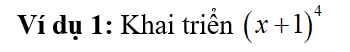 Ví dụ 1: Khai triển (x+1)^4